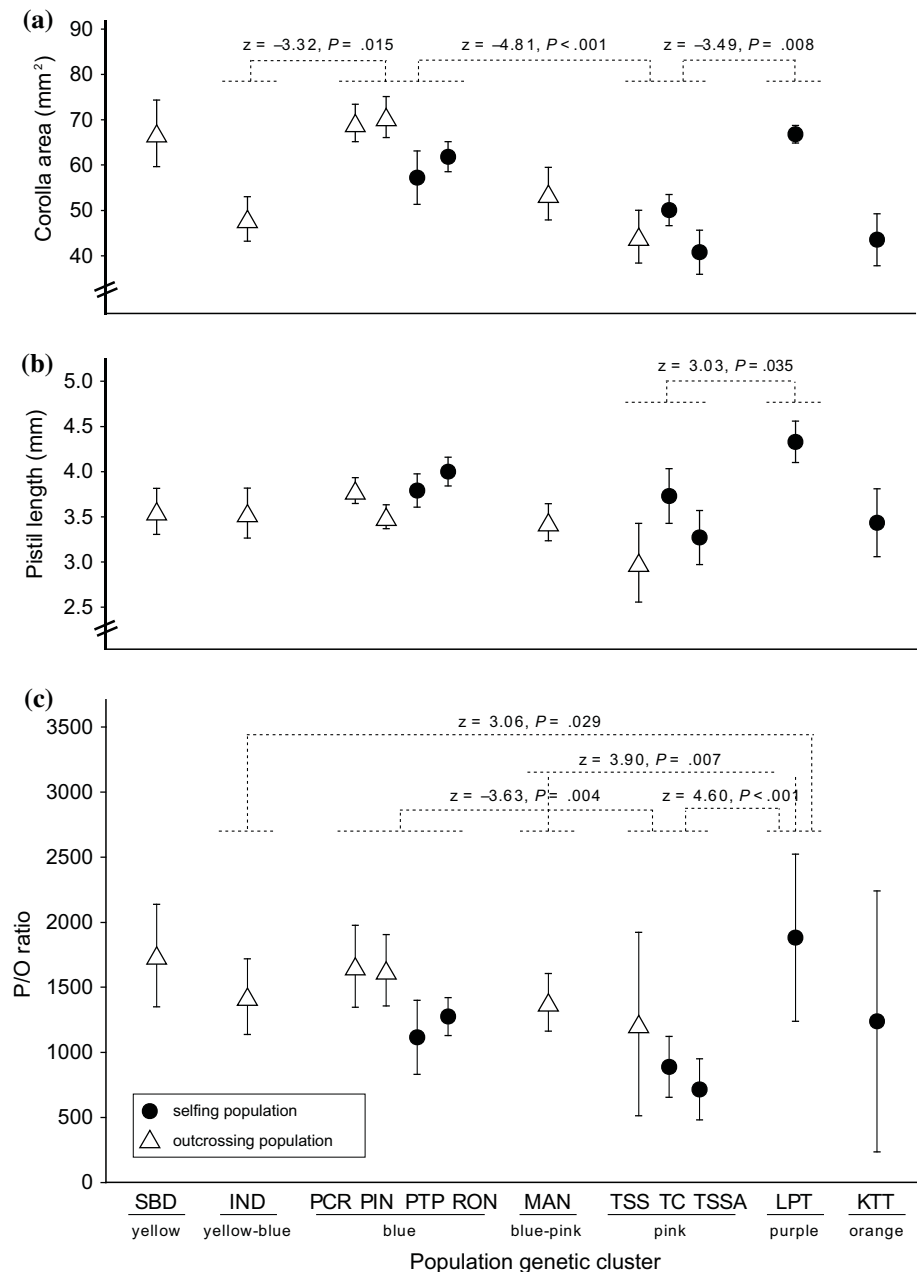 (a)
90
80
70
60
50
40
Corolla area (mm²)
z = –3.32, P = .015
z = –4.81, P < .001
z = –3.49, P = .008
(b)
5.0
4.5
4.0
3.5
3.0
2.5
Pistil length (mm)
z = 3.03, P = .035
(c)
3500
3000
2500
2000
1500
1000
500
0
P/O ratio
z = 3.06, P = .029
z = 3.90, P = .007
z = –3.63, P = .004
z = 4.60, P < .001
selfing population
outcrossing population
SBD IND PCR PIN PTP RON MAN TSS TC TSSA LPT KTT
yellow yellow-blue blue blue-pink pink purple orange
Population genetic cluster